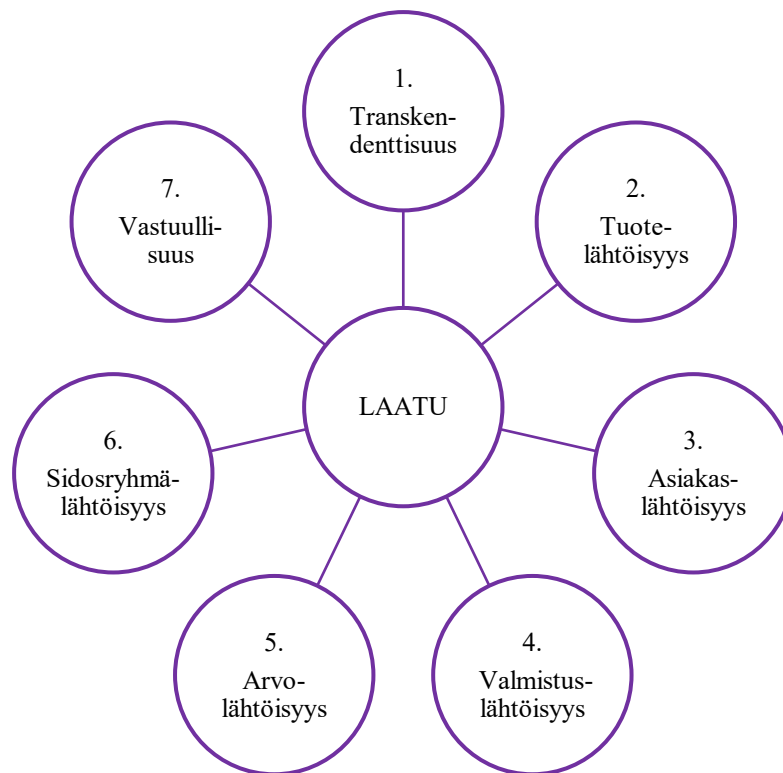 1.
Transken-
denttisuus
2.
Tuote-
lähtöisyys
3.
Asiakas-
lähtöisyys
4.
Valmistus-
lähtöisyys
5.
Arvo-
lähtöisyys
6.
Sidosryhmä-
lähtöisyys
7.
Vastuulli-
suus
LAATU